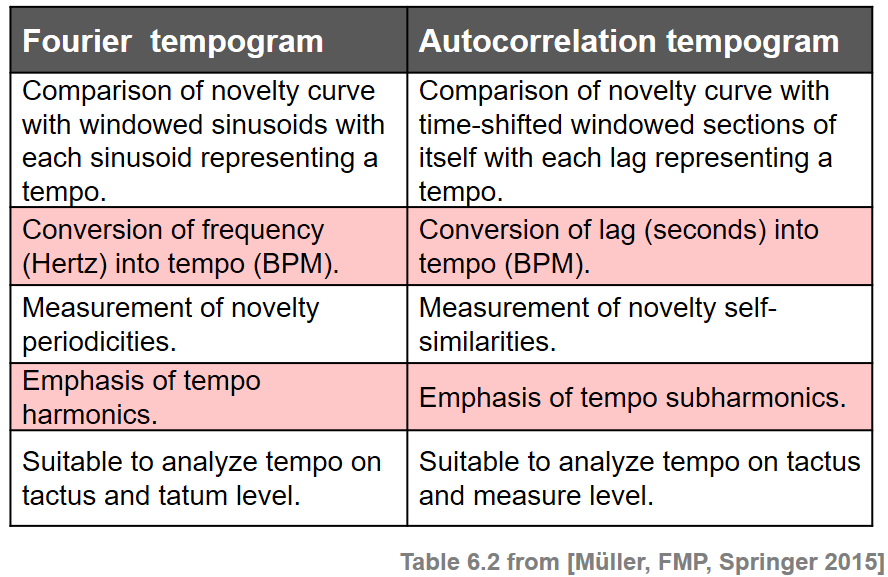 Fourier tempogram
Autocorrelation tempogram
Comparison of novelty curve
with windowed sinusoids with
each sinusoid representing a
tempo.
Comparison of novelty curve with
time-shifted windowed sections of
itself with each lag representing a
tempo.
Conversion of frequency
(Hertz) into tempo (BPM).
Conversion of lag (seconds) into
tempo (BPM).
Measurement of novelty
periodicities.
Measurement of novelty self-
similarities.
Emphasis of tempo
harmonics.
Emphasis of tempo subharmonics.
Suitable to analyze tempo on
tactus and tatum level.
Suitable to analyze tempo on tactus
and measure level.
Table 6.2 from [Müller, FMP, Springer 2015]